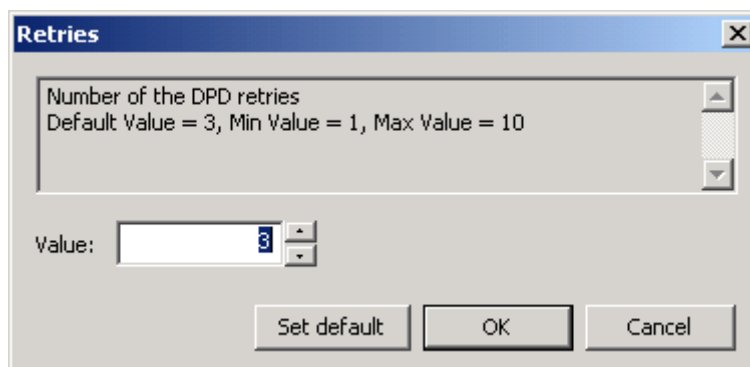 Retries
Number of the DPD retries
Default Value = 3, Min Value = 1, Max Value = 10
Value: 3
Set default OK Cancel